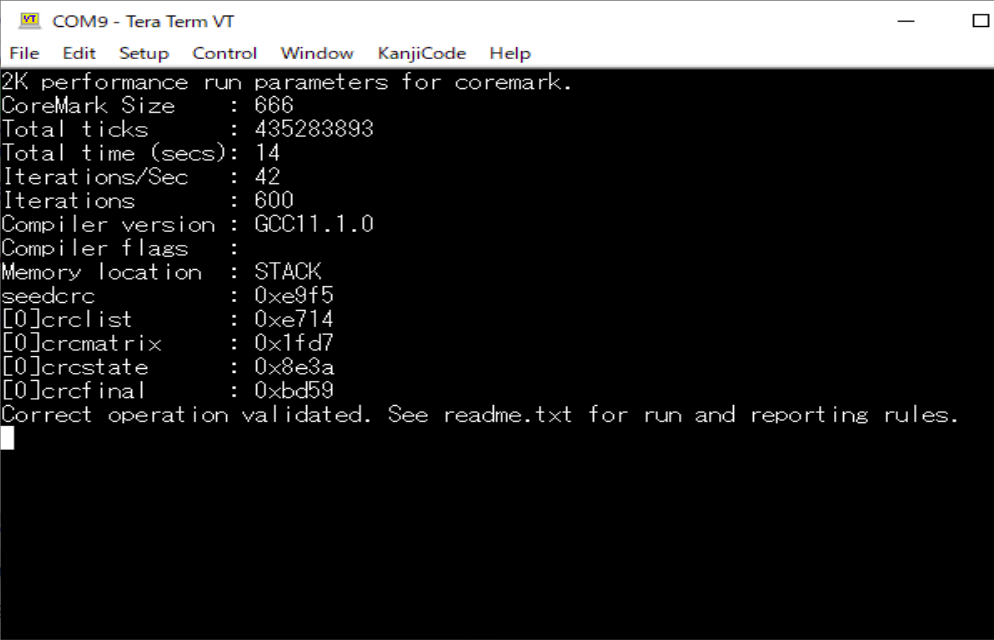 COM9 - Tera Term VT
File Edit Setup Control Window KanjiCode Help
2K performance run parameters for coremark.
CoreMark Size    : 666
Total ticks      : 435283893
Total time (secs): 14
Iterations/Sec   : 42
Iterations       : 600
Compiler version : GCC11.1.0
Compiler flags   :
Memory location  : STACK
seedcrc          : 0xe9f5
[0]crclist       : 0xe714
[0]crcmatrix     : 0x1fd7
[0]crcstate      : 0x8e3a
[0]crcfinal      : 0xbd59
Correct operation validated. See readme.txt for run and reporting rules.